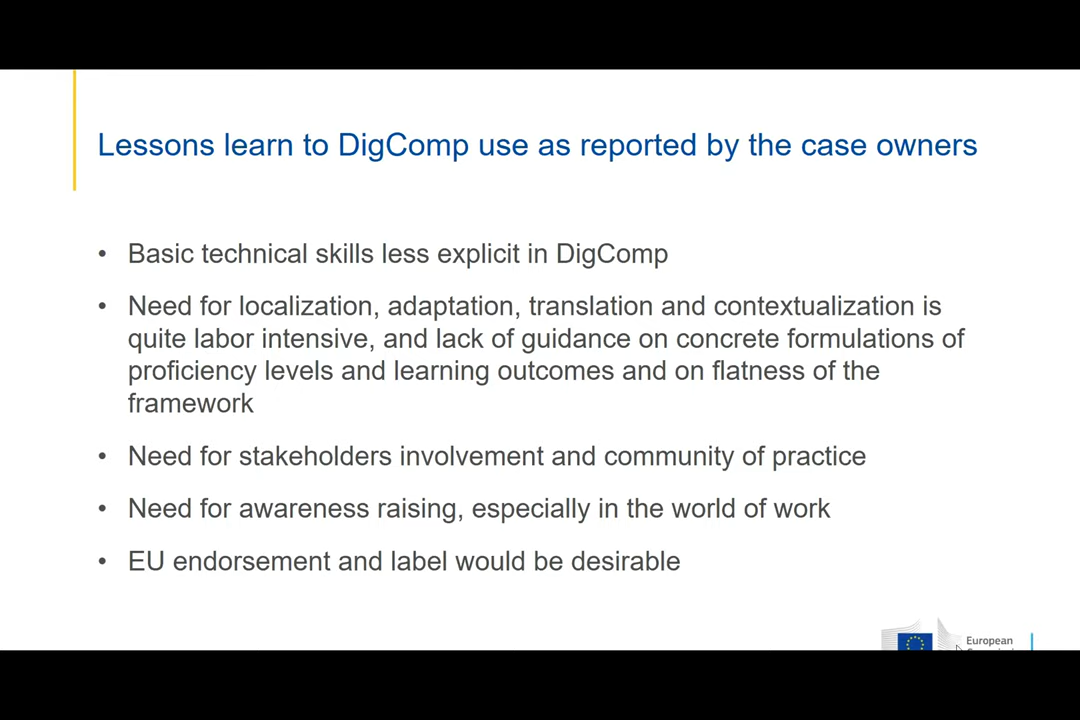 Lessons learn to DigComp use as reported by the case owners
• Basic technical skills less explicit in DigComp
• Need for localization, adaptation, translation and contextualization is
quite labor intensive, and lack of guidance on concrete formulations of
proficiency levels and learning outcomes and on flatness of the
framework
• Need for stakeholders involvement and community of practice
• Need for awareness raising, especially in the world of work
• EU endorsement and label would be desirable
European